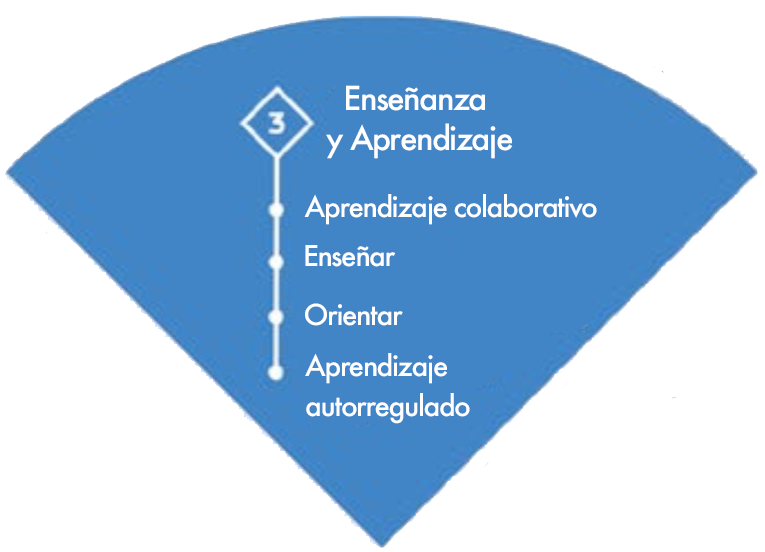 3
Enseñanza
y Aprendizaje
Aprendizaje colaborativo
Enseñar
Orientar
Aprendizaje
autorregulado